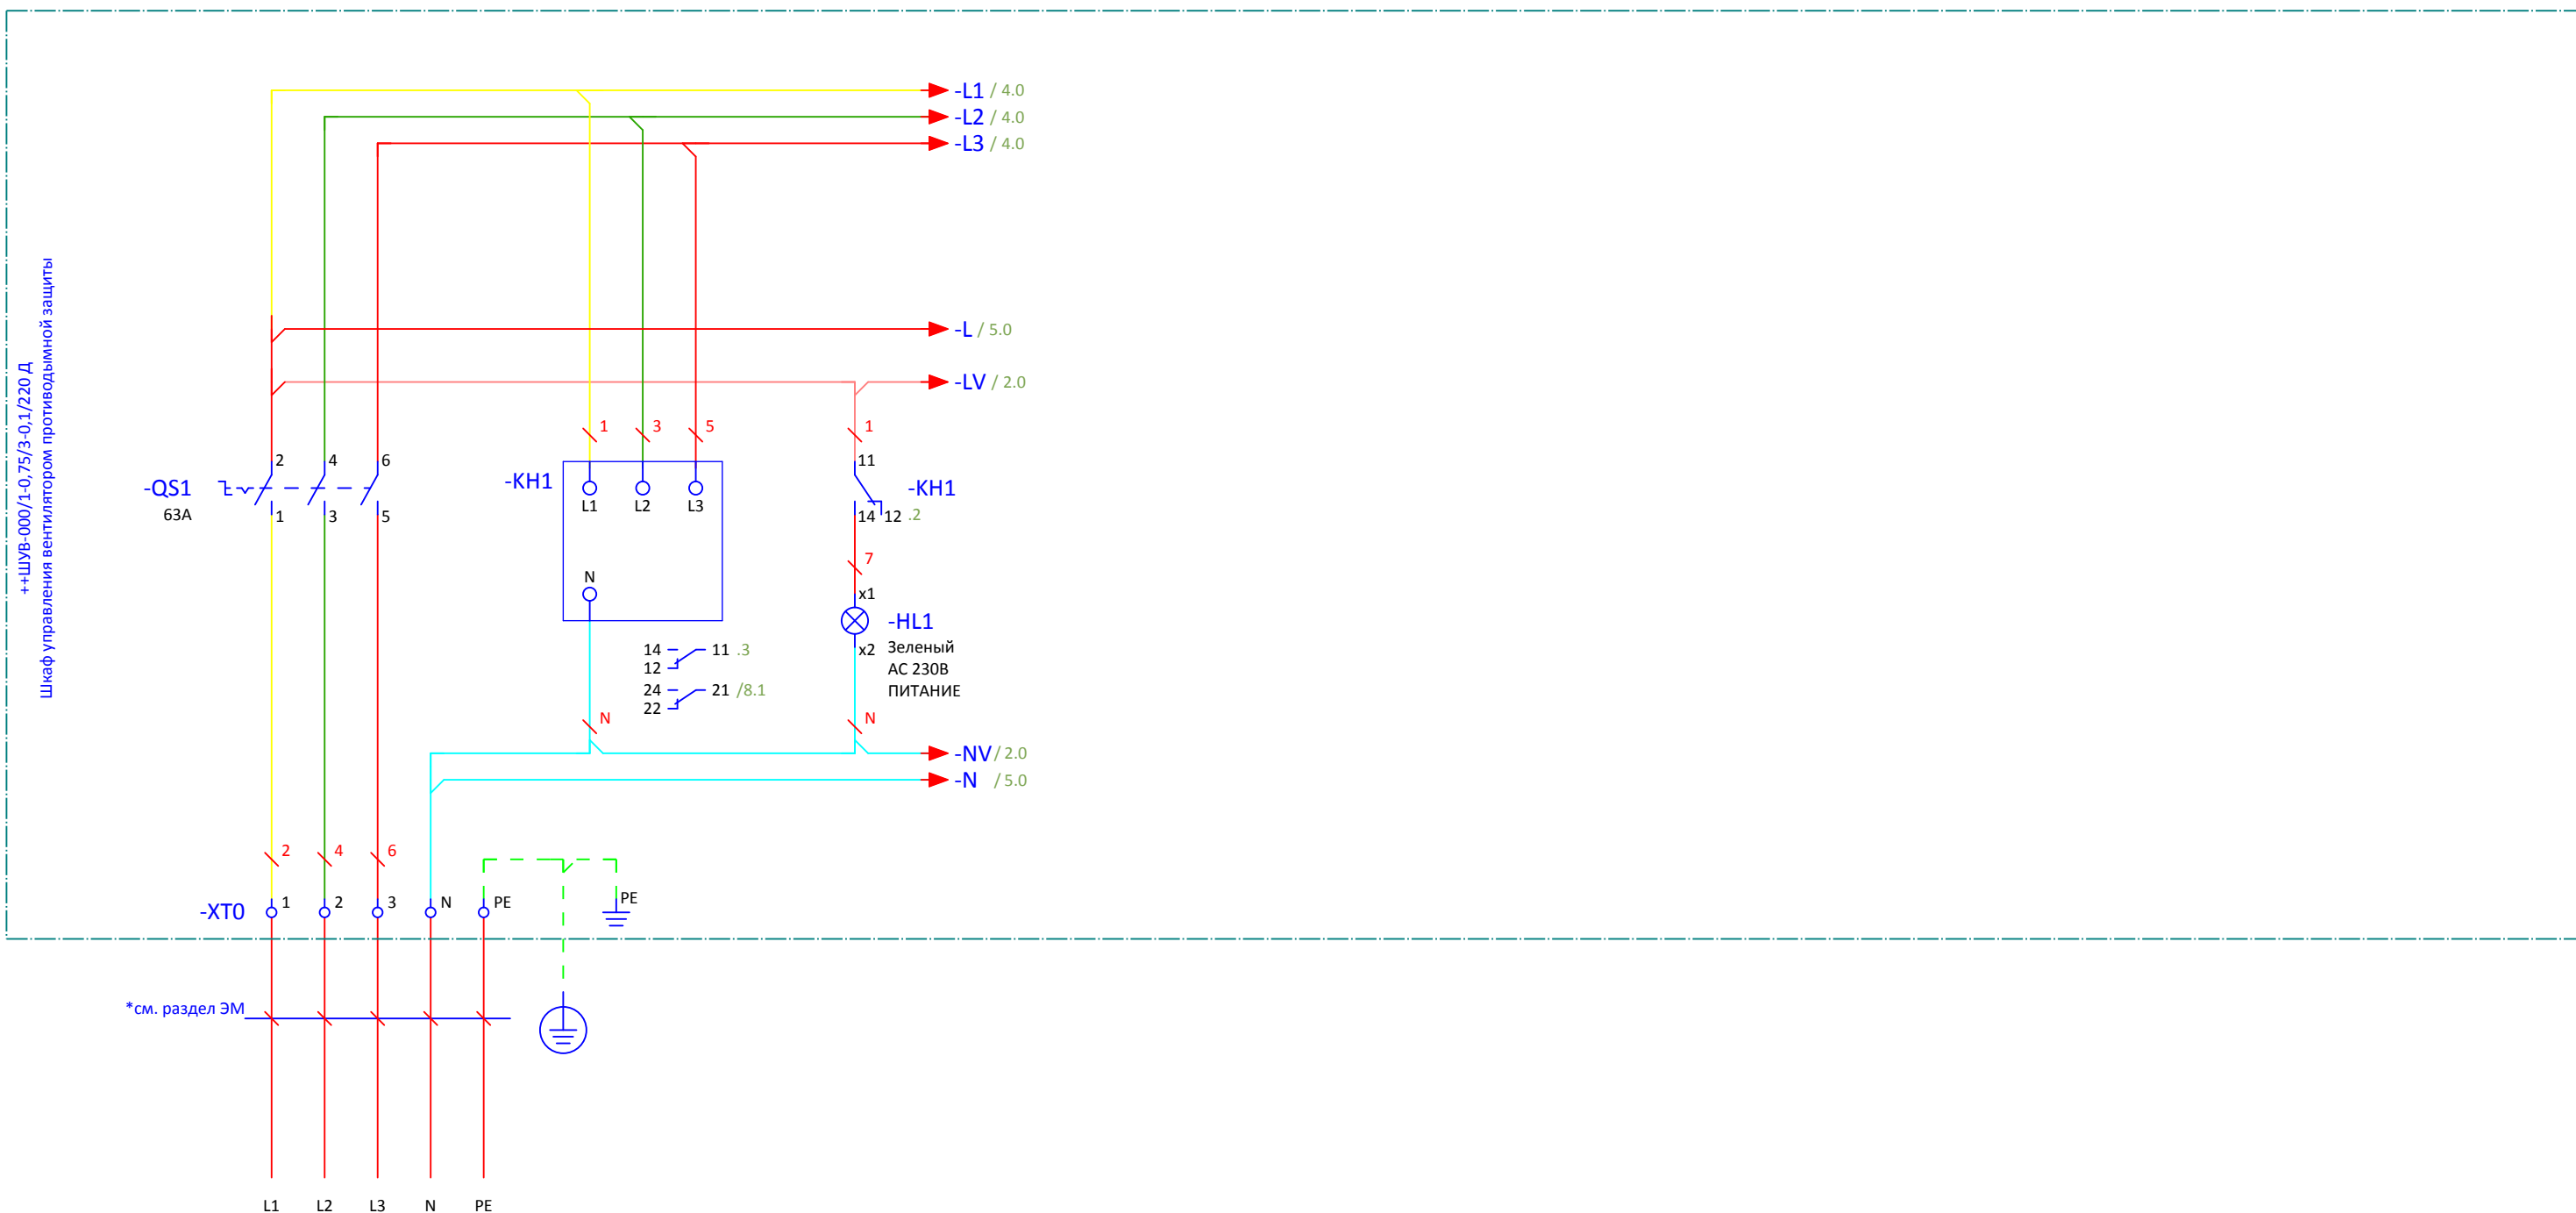 -L1 / 4.0
-L2 / 4.0
-L3 / 4.0
++ШУВ-000/1-0,75/3-0,1/220 Д
Шкаф управления вентилятором противодымной защиты
-L / 5.0
-LV / 2.0
1 3 5 1
2 4 6 11
-QS1 -KH1 -KH1
63А L1 L2 L3
1 3 5 14 12 .2
7
N x1
-HL1
x2 Зеленый
14 11 .3
12 АС 230В
24 21 /8.1 ПИТАНИЕ
22
N N
-NV / 2.0
-N / 5.0
2 4 6
-XT0 1 2 3 N PE PE
*см. раздел ЭМ
L1 L2 L3 N PE